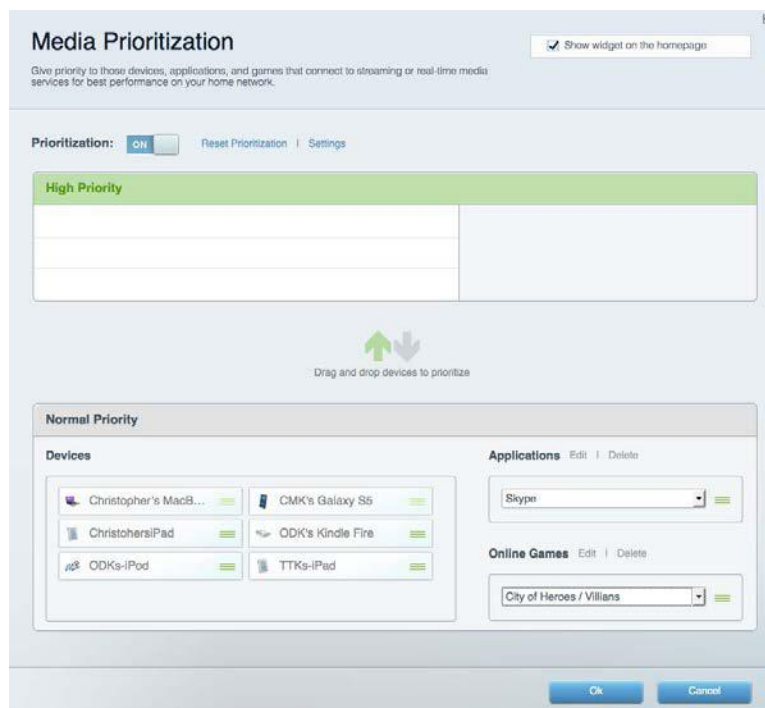 Media Prioritization
Show widget on the homepage
Give priority to those devices, applications, and games that connect to streaming or real-time media
services for best performance on your home network.
Prioritization: ON Reset Prioritization | Settings
High Priority
Drag and drop devices to prioritize
Normal Priority
Devices
Christopher's MacB...
CMK's Galaxy S5
ChristohersiPad
ODK's Kindle Fire
ODKs-iPod
TTKs-iPad
Applications Edit | Delete
Skype
Online Games Edit | Delete
City of Heroes / Villians
Ok
Cancel